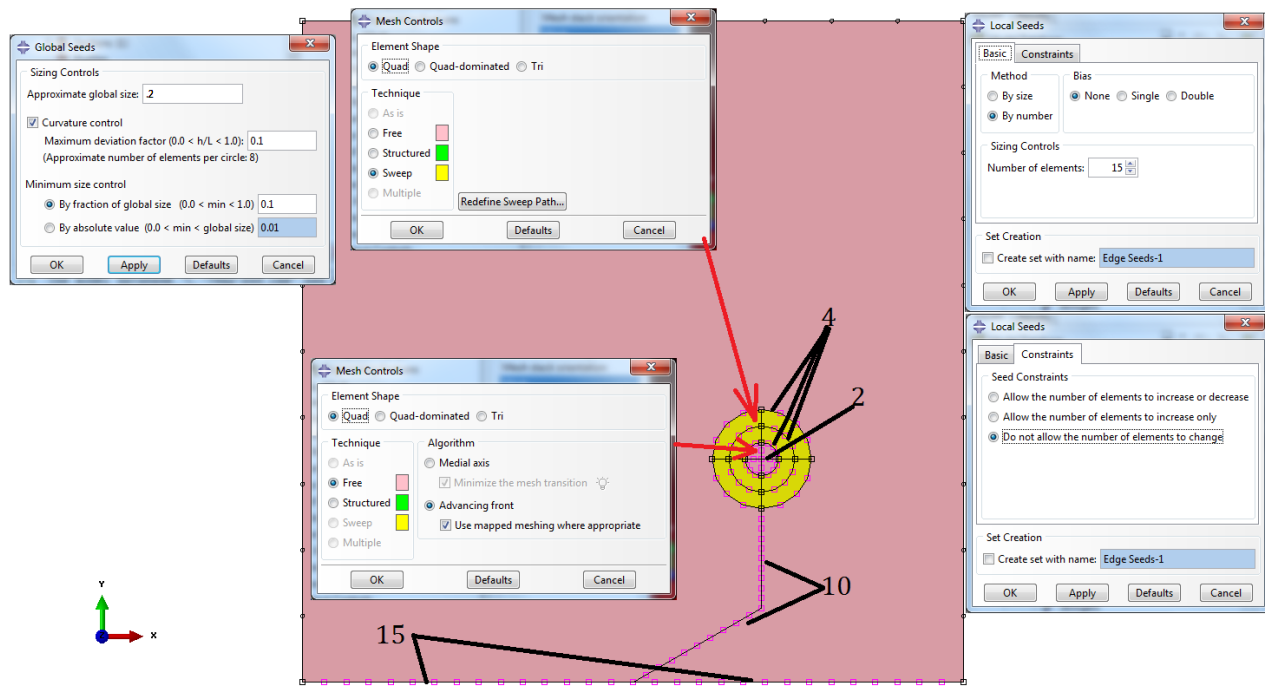 Global Seeds
Sizing Controls
Approximate global size: .2
Curvature control
Maximum deviation factor (0.0 < h/L < 1.0): 0.1
(Approximate number of elements per circle: 8)
Minimum size control
By fraction of global size (0.0 < min < 1.0) 0.1
By absolute value (0.0 < min < global size) 0.01
OK Apply Defaults Cancel
Mesh Controls
Element Shape
Quad Quad-dominated Tri
Technique
As is
Free
Structured
Sweep
Multiple
Redefine Sweep Path...
OK Defaults Cancel
Local Seeds
Basic Constraints
Method Bias
By size None Single Double
By number
Sizing Controls
Number of elements: 15
Set Creation
Create set with name: Edge Seeds-1
OK Apply Defaults Cancel
Local Seeds
Basic Constraints
Seed Constraints
Allow the number of elements to increase or decrease
Allow the number of elements to increase only
Do not allow the number of elements to change
Set Creation
Create set with name: Edge Seeds-1
OK Apply Defaults Cancel
Mesh Controls
Element Shape
Quad Quad-dominated Tri
Technique Algorithm
As is Medial axis
Free Minimize the mesh transition
Structured Advancing front
Sweep Use mapped meshing where appropriate
Multiple
OK Defaults Cancel
4
2
10
15
Y
Z X